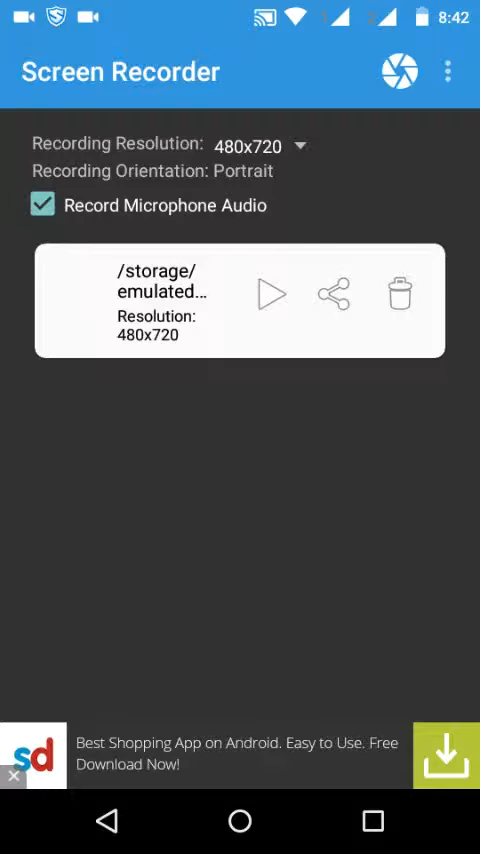 8:42
Screen Recorder
Recording Resolution: 480x720
Recording Orientation: Portrait
Record Microphone Audio
/storage/
emulated...
Resolution:
480x720
sd
Best Shopping App on Android. Easy to Use. Free
Download Now!